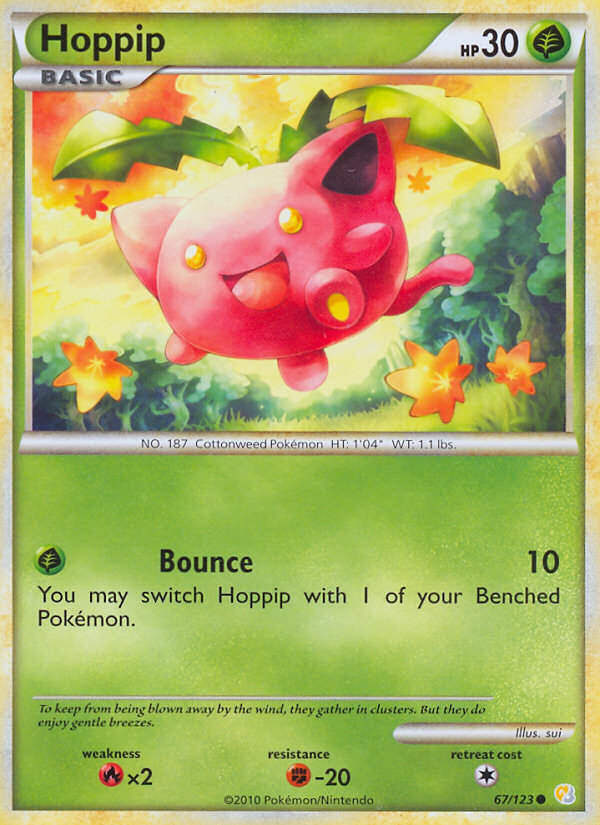 Hoppip
HP 30
BASIC
NO. 187 Cottonweed Pokémon HT: 1'04" WT: 1.1 lbs.
Bounce 10
You may switch Hoppip with 1 of your Benched
Pokémon.
To keep from being blown away by the wind, they gather in clusters. But they do
enjoy gentle breezes.
Illus. sui
weakness resistance retreat cost
×2 -20
©2010 Pokémon/Nintendo 67/123